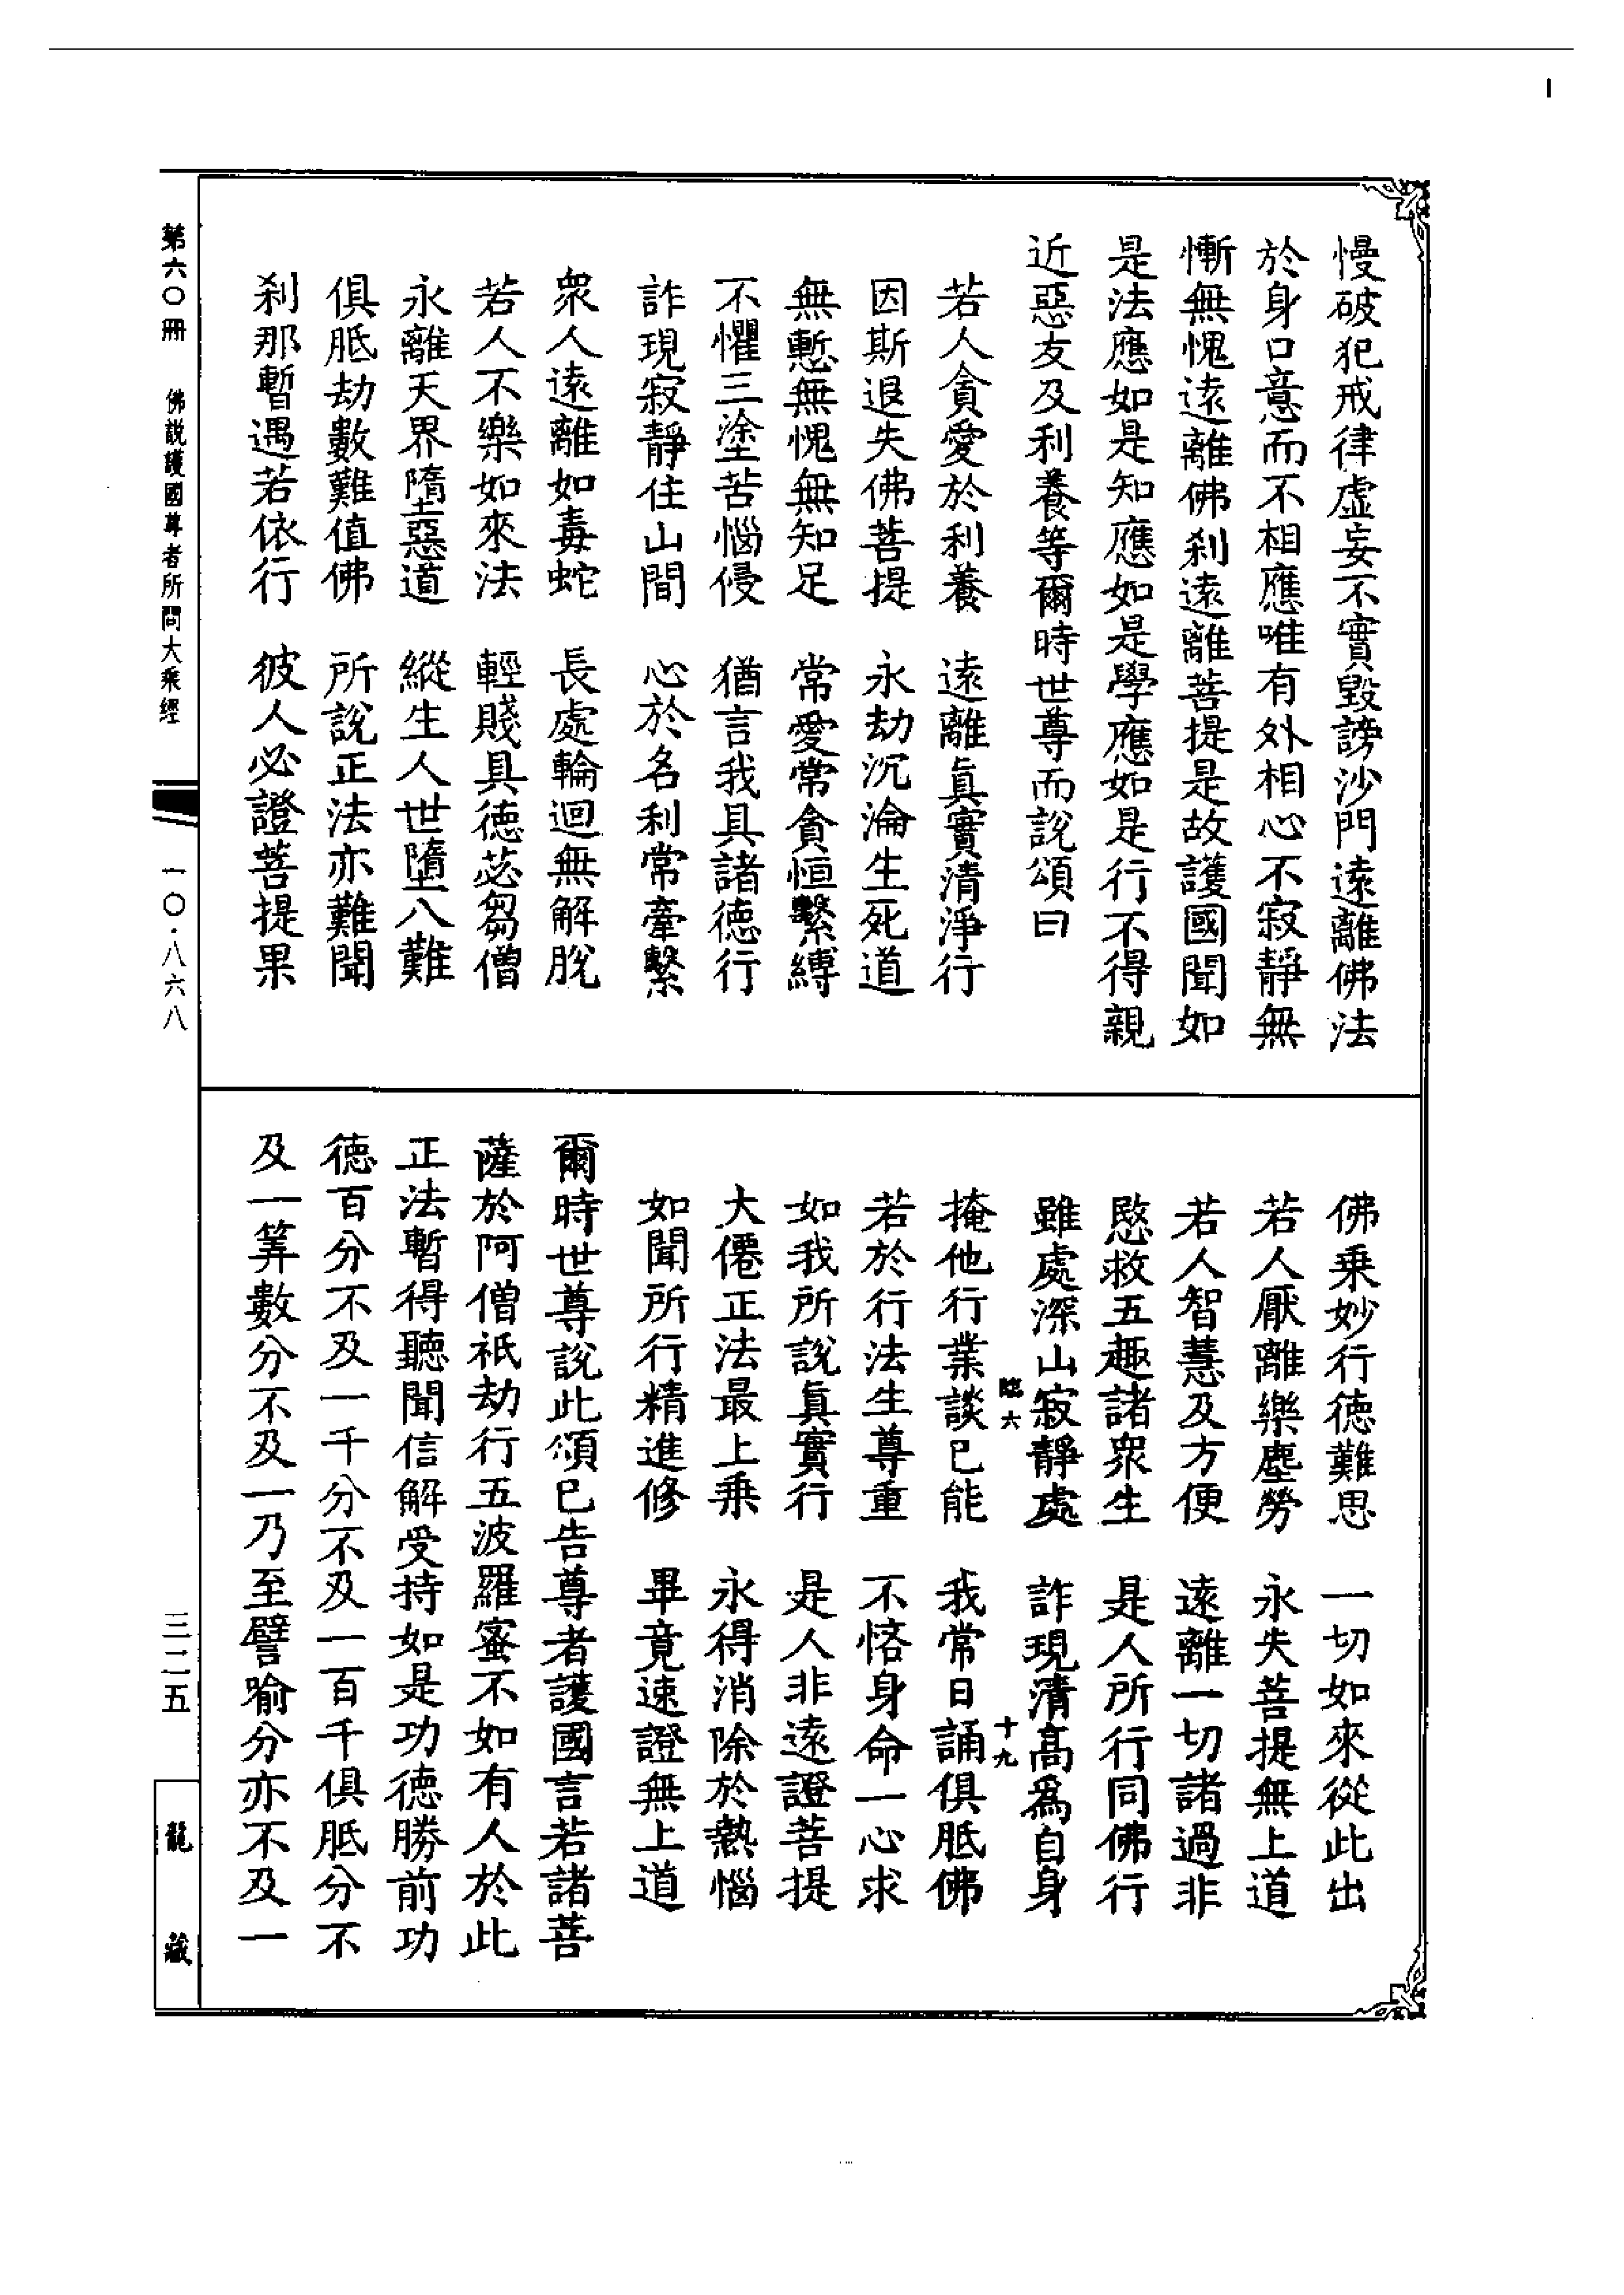 慢破犯戒律虛妄不實毀謗沙門遠離佛法
於身口意而不相應唯有外相心不寂靜無
慚無愧遠離佛刹遠離菩提是故護國聞如
是法應如是知應如是學應如是行不得親
近惡友及利養等爾時世尊而說頌曰
若人貪愛於利養　遠離真實清淨行
因斯退失佛菩提　永劫沉淪生死道
無慙無愧無知足　常愛常貪恒繫縛
不懼三塗苦惱侵　猶言我具諸德行
詐現寂靜住山間　心於名利常牽繫
衆人遠離如毒蛇　長處輪迴無解脫
若人不樂如來法　輕賤具德苾芻僧
永離天界墮惡道　縱生人世墮八難
俱胝劫數難值佛　所說正法亦難聞
刹那暫遇若依行　彼人必證菩提果
佛乗妙行德難思　一切如來從此出
若人厭離樂塵勞　永失菩提無上道
若人智慧及方便　遠離一切諸過非
愍救五趣諸衆生　是人所行同佛行
雖處深山寂靜處　詐現清高爲自身
臨六　十九
掩他行業談已能　我常日誦俱胝佛
若於行法生尊重　不悋身命一心求
如我所說真實行　是人非遠證菩提
大僊正法最上乗　永得消除於熱惱
如聞所行精進修　畢竟速證無上道
爾時世尊說此頌已告尊者護國言若諸菩
薩於阿僧祇劫行五波羅蜜不如有人於此
正法暫得聽聞信解受持如是功德勝前功
德百分不及一千分不及一百千俱胝分不
及一筭數分不及一乃至譬喻分亦不及一
第六〇冊　佛說護國尊者所問大乘經　一〇·八六八　三二五　龍藏